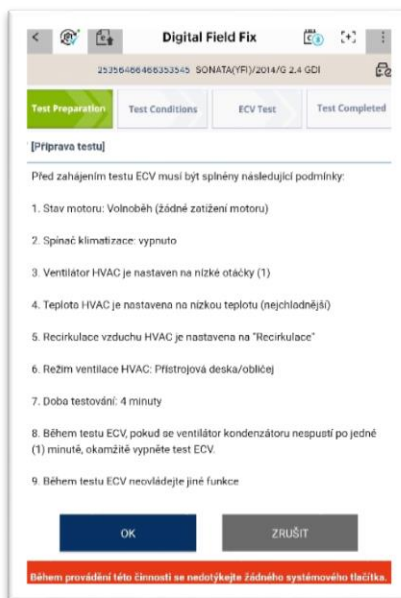 Digital Field Fix
25356466466353545 SONATA(YFI)/2014/G 2.4 GDI
Test Preparation
Test Conditions
ECV Test
Test Completed
[Příprava testu]
Před zahájením testu ECV musí být splněny následující podmínky:
1. Stav motoru: Volnoběh (žádné zatížení motoru)
2. Spínač klimatizace: vypnuto
3. Ventilátor HVAC je nastaven na nízké otáčky (1)
4. Teplota HVAC je nastavena na nízkou teplotu (nejchladnější)
5. Recirkulace vzduchu HVAC je nastavena na "Recirkulace"
6. Režim ventilace HVAC: Přístrojová deska/obličej
7. Doba testování: 4 minuty
8. Během testu ECV, pokud se ventilátor kondenzátoru nespustí po jedné
(1) minutě, okamžitě vypněte test ECV.
9. Během testu ECV neovládejte jiné funkce
OK
ZRUŠIT
Během provádění této činnosti se nedotýkejte žádného systémového tlačítka.